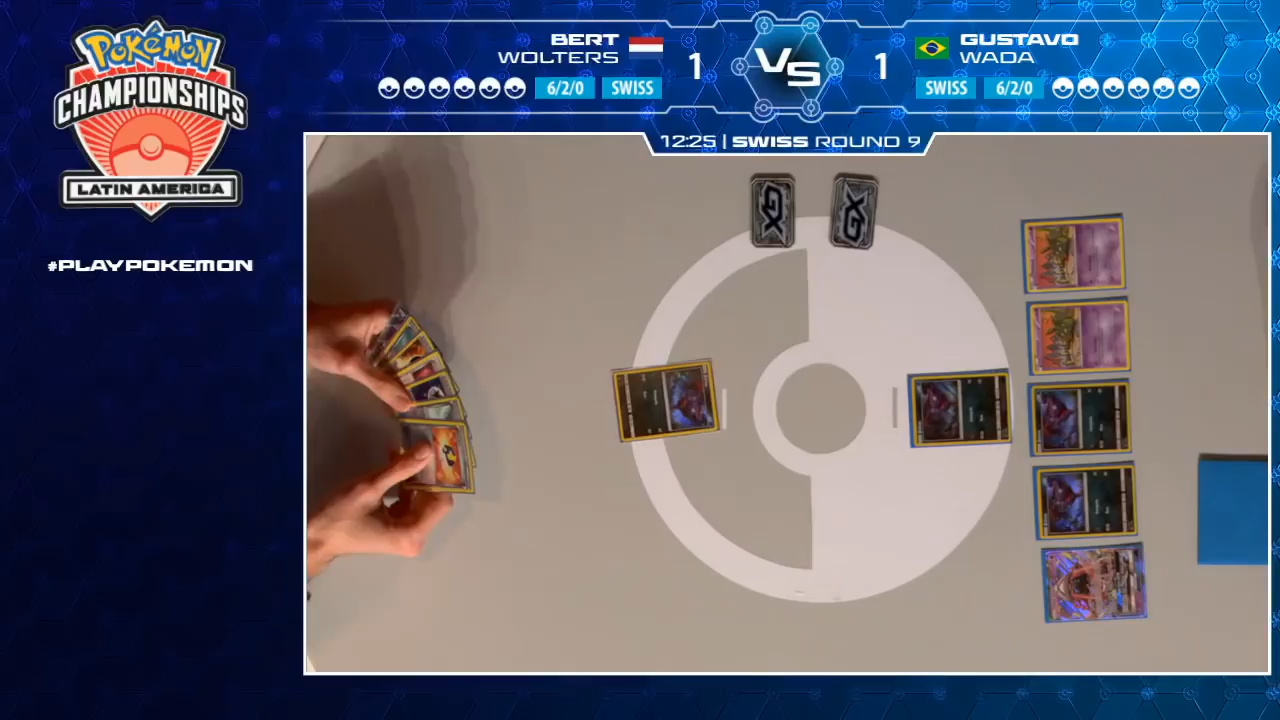 POKéMON
CHAMPIONSHIPS
LATIN AMERICA
#PLAYPOKEMON
BERT
WOLTERS
1
6/2/0
SWISS
VS
1
GUSTAVO
WADA
SWISS
6/2/0
12:25 | SWISS ROUND 9
GX
GX